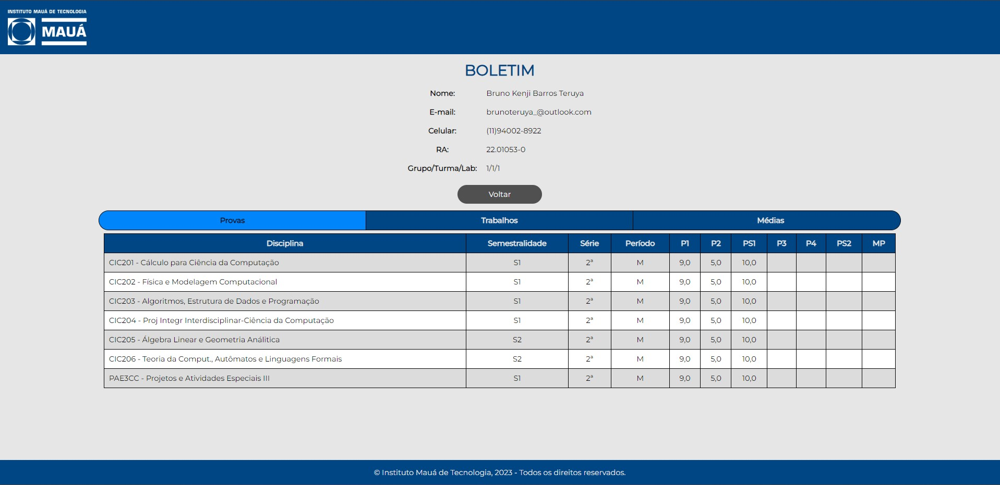 INSTITUTO MAUÁ DE TECNOLOGIA
MAUÁ
BOLETIM
Nome: Bruno Kenji Barros Teruya
E-mail: brunoteruya_@outlook.com
Celular: (11)94002-8922
RA: 22.01053-0
Grupo/Turma/Lab: 1/1/1
Voltar
Provas Trabalhos Médias
Disciplina Semestralidade Série Período P1 P2 PS1 P3 P4 PS2 MP
CIC201 - Cálculo para Ciência da Computação S1 2ª M 9,0 5,0 10,0
CIC202 - Física e Modelagem Computacional S1 2ª M 9,0 5,0 10,0
CIC203 - Algoritmos, Estrutura de Dados e Programação S1 2ª M 9,0 5,0 10,0
CIC204 - Proj Integr Interdisciplinar-Ciência da Computação S1 2ª M 9,0 5,0 10,0
CIC205 - Álgebra Linear e Geometria Análitica S2 2ª M 9,0 5,0 10,0
CIC206 - Teoria da Comput., Autômatos e Linguagens Formais S2 2ª M 9,0 5,0 10,0
PAE3CC - Projetos e Atividades Especiais III S1 2ª M 9,0 5,0 10,0
© Instituto Mauá de Tecnologia, 2023 - Todos os direitos reservados.